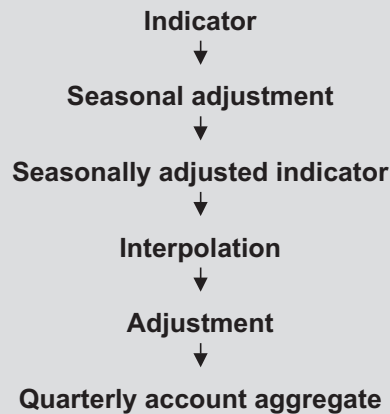 Indicator
Seasonal adjustment
Seasonally adjusted indicator
Interpolation
Adjustment
Quarterly account aggregate